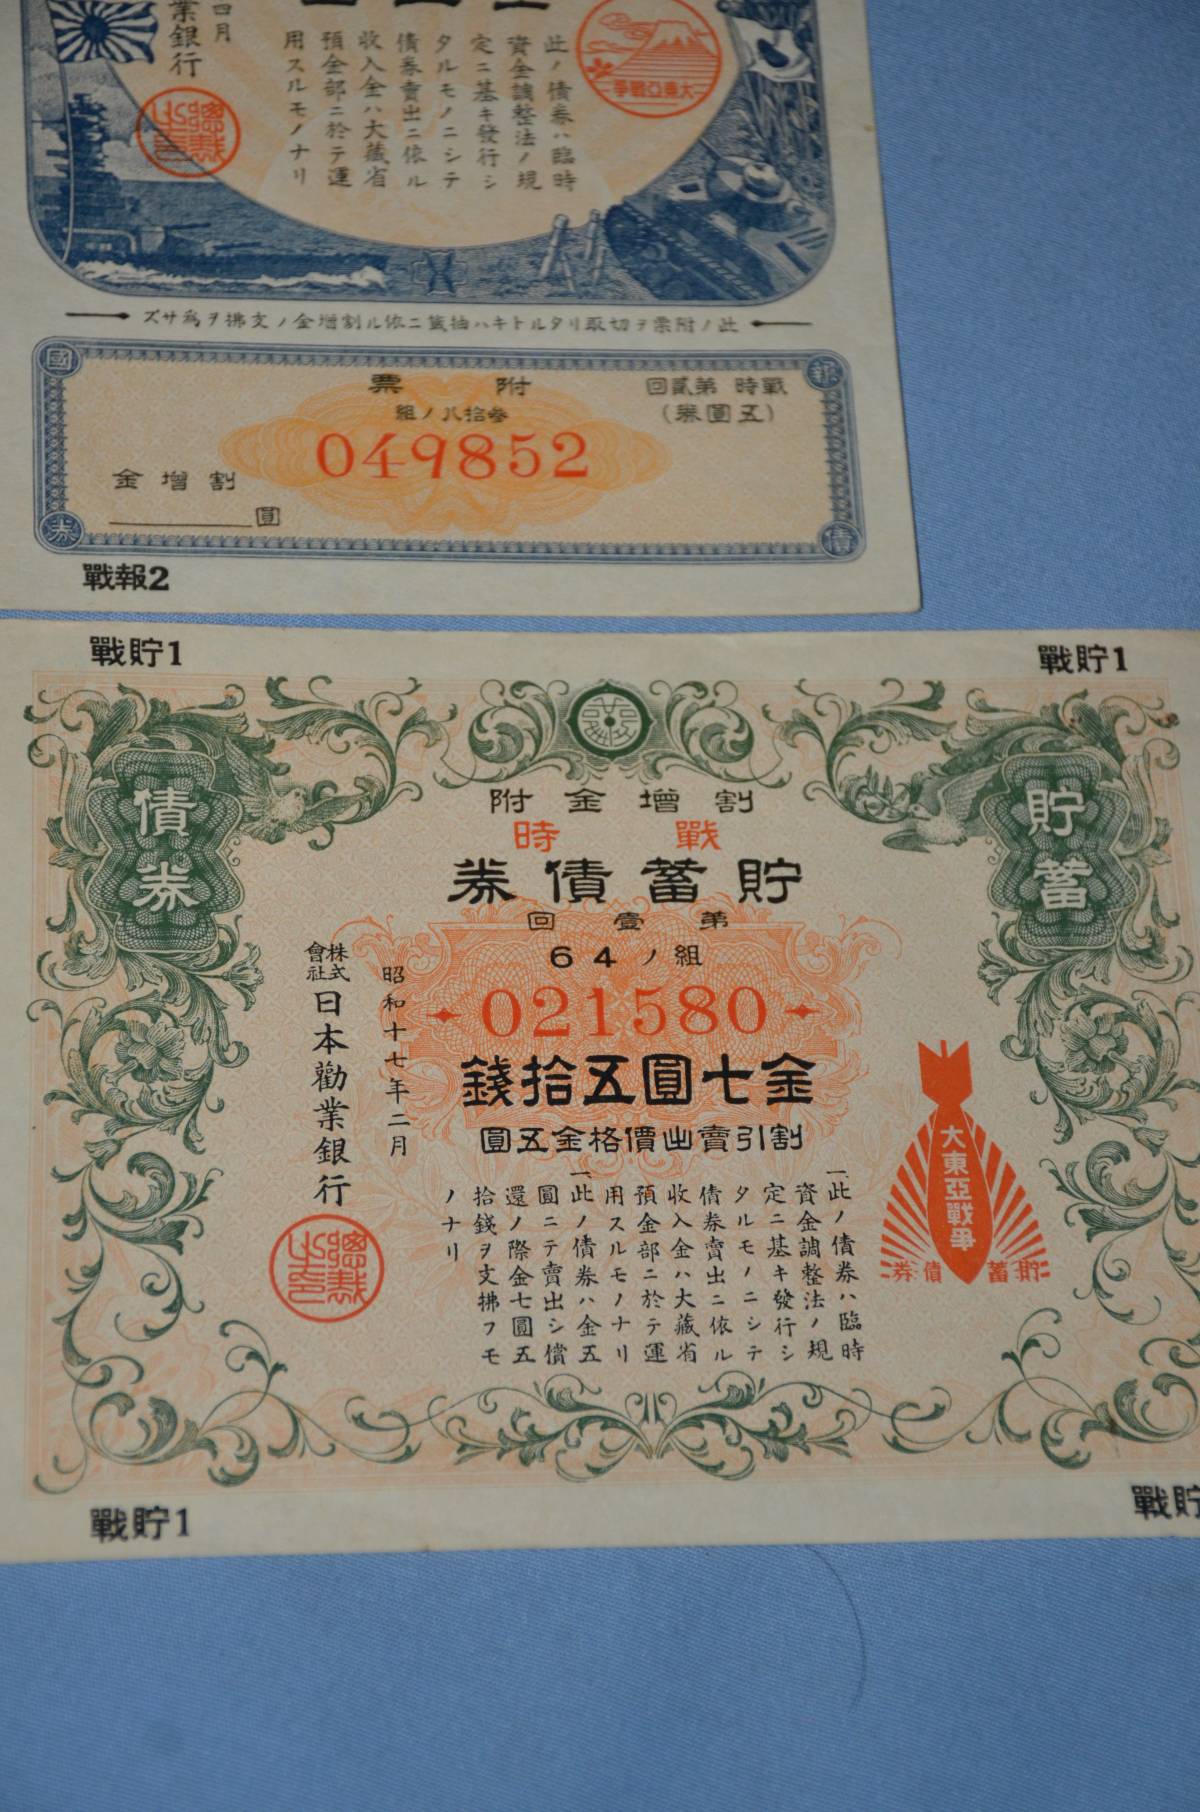 四月
業銀行
總裁之印
大東亞戰爭
此ノ債券ハ臨時
資金調整法ノ規
定ニ基キ發行シ
タルモノニシテ
債券賣出ニ依ル
收入金ハ大藏省
預金部ニ於テ運
用スルモノナリ
此ノ附票ヲ切取リタルトキハ抽籤ニ依ル割增金ノ支拂ヲ爲サズ
報
國
債
券
戰時 第貳回
(五圓券)
附票
參拾八ノ組
049852
割增金
圓
戰報2
戰貯1
戰貯1
貯蓄
債券
割增金附
戰時
貯蓄債券
第壹回
組ノ64
021580
金七圓五拾錢
割引賣出價格金五圓
大東亞戰爭
貯蓄債券
一此ノ債券ハ臨時
資金調整法ノ規
定ニ基キ發行シ
タルモノニシテ
債券賣出ニ依ル
收入金ハ大藏省
預金部ニ於テ運
用スルモノナリ
一此ノ債券ハ金五
圓ニテ賣出シ償
還ノ際金七圓五
拾錢ヲ支拂フモ
ノナリ
昭和十七年二月
株式會社
日本勸業銀行
總裁之印
戰貯1
戰貯